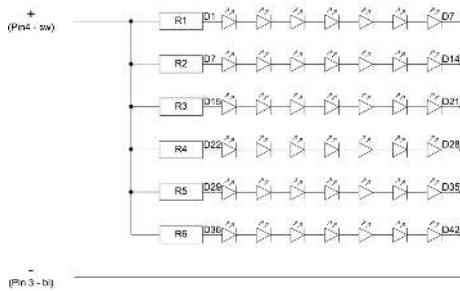 +
(Pin4 - sw)
R1 D1 D7
R2 D7 D14
R3 D15 D21
R4 D22 D28
R5 D29 D35
R6 D36 D42
-
(Pin 3 - bl)